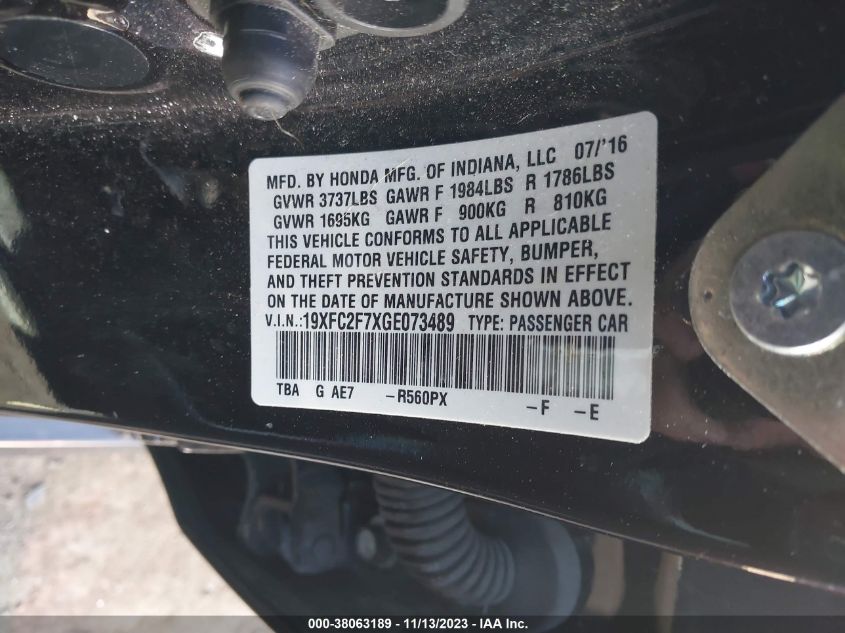 MFD. BY HONDA MFG. OF INDIANA, LLC 07/'16
GVWR 3737LBS GAWR F 1984LBS R 1786LBS
GVWR 1695KG GAWR F 900KG R 810KG
THIS VEHICLE CONFORMS TO ALL APPLICABLE
FEDERAL MOTOR VEHICLE SAFETY, BUMPER,
AND THEFT PREVENTION STANDARDS IN EFFECT
ON THE DATE OF MANUFACTURE SHOWN ABOVE.
V.I.N.:19XFC2F7XGE073489 TYPE: PASSENGER CAR
TBA G AE7 -R560PX -F -E
000-38063189 - 11/13/2023 - IAA Inc.